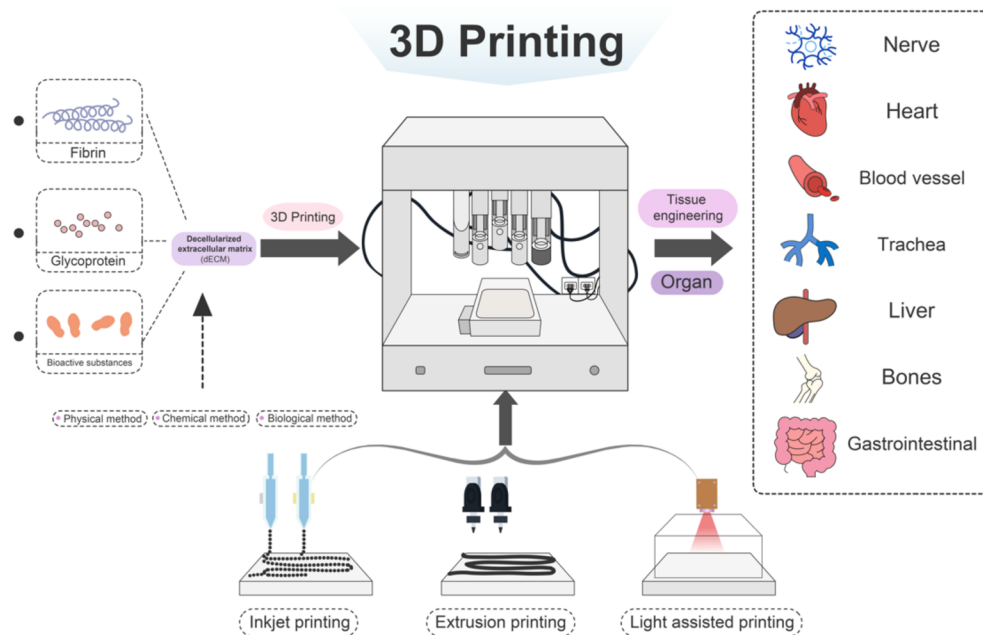 3D Printing
Fibrin
Glycoprotein
Bioactive substances
Decellularized
extracellular matrix
(dECM)
Physical method
Chemical method
Biological method
3D Printing
Tissue
engineering
Organ
Nerve
Heart
Blood vessel
Trachea
Liver
Bones
Gastrointestinal
Inkjet printing
Extrusion printing
Light assisted printing